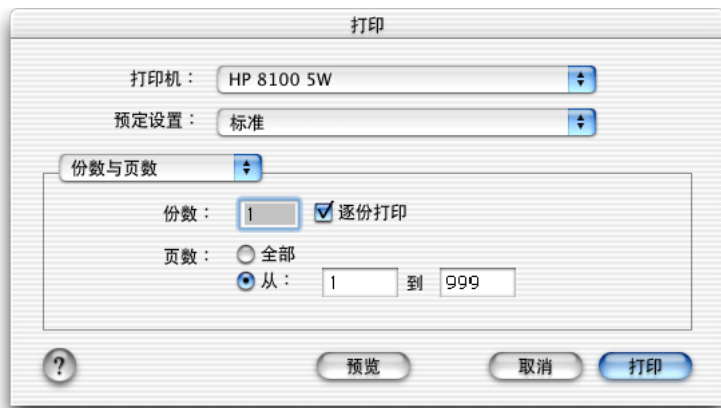 打印
打印机： HP 8100 5W
预定设置： 标准
份数与页数
份数： 1 逐份打印
页数： 全部
从： 1 到 999
? 预览 取消 打印